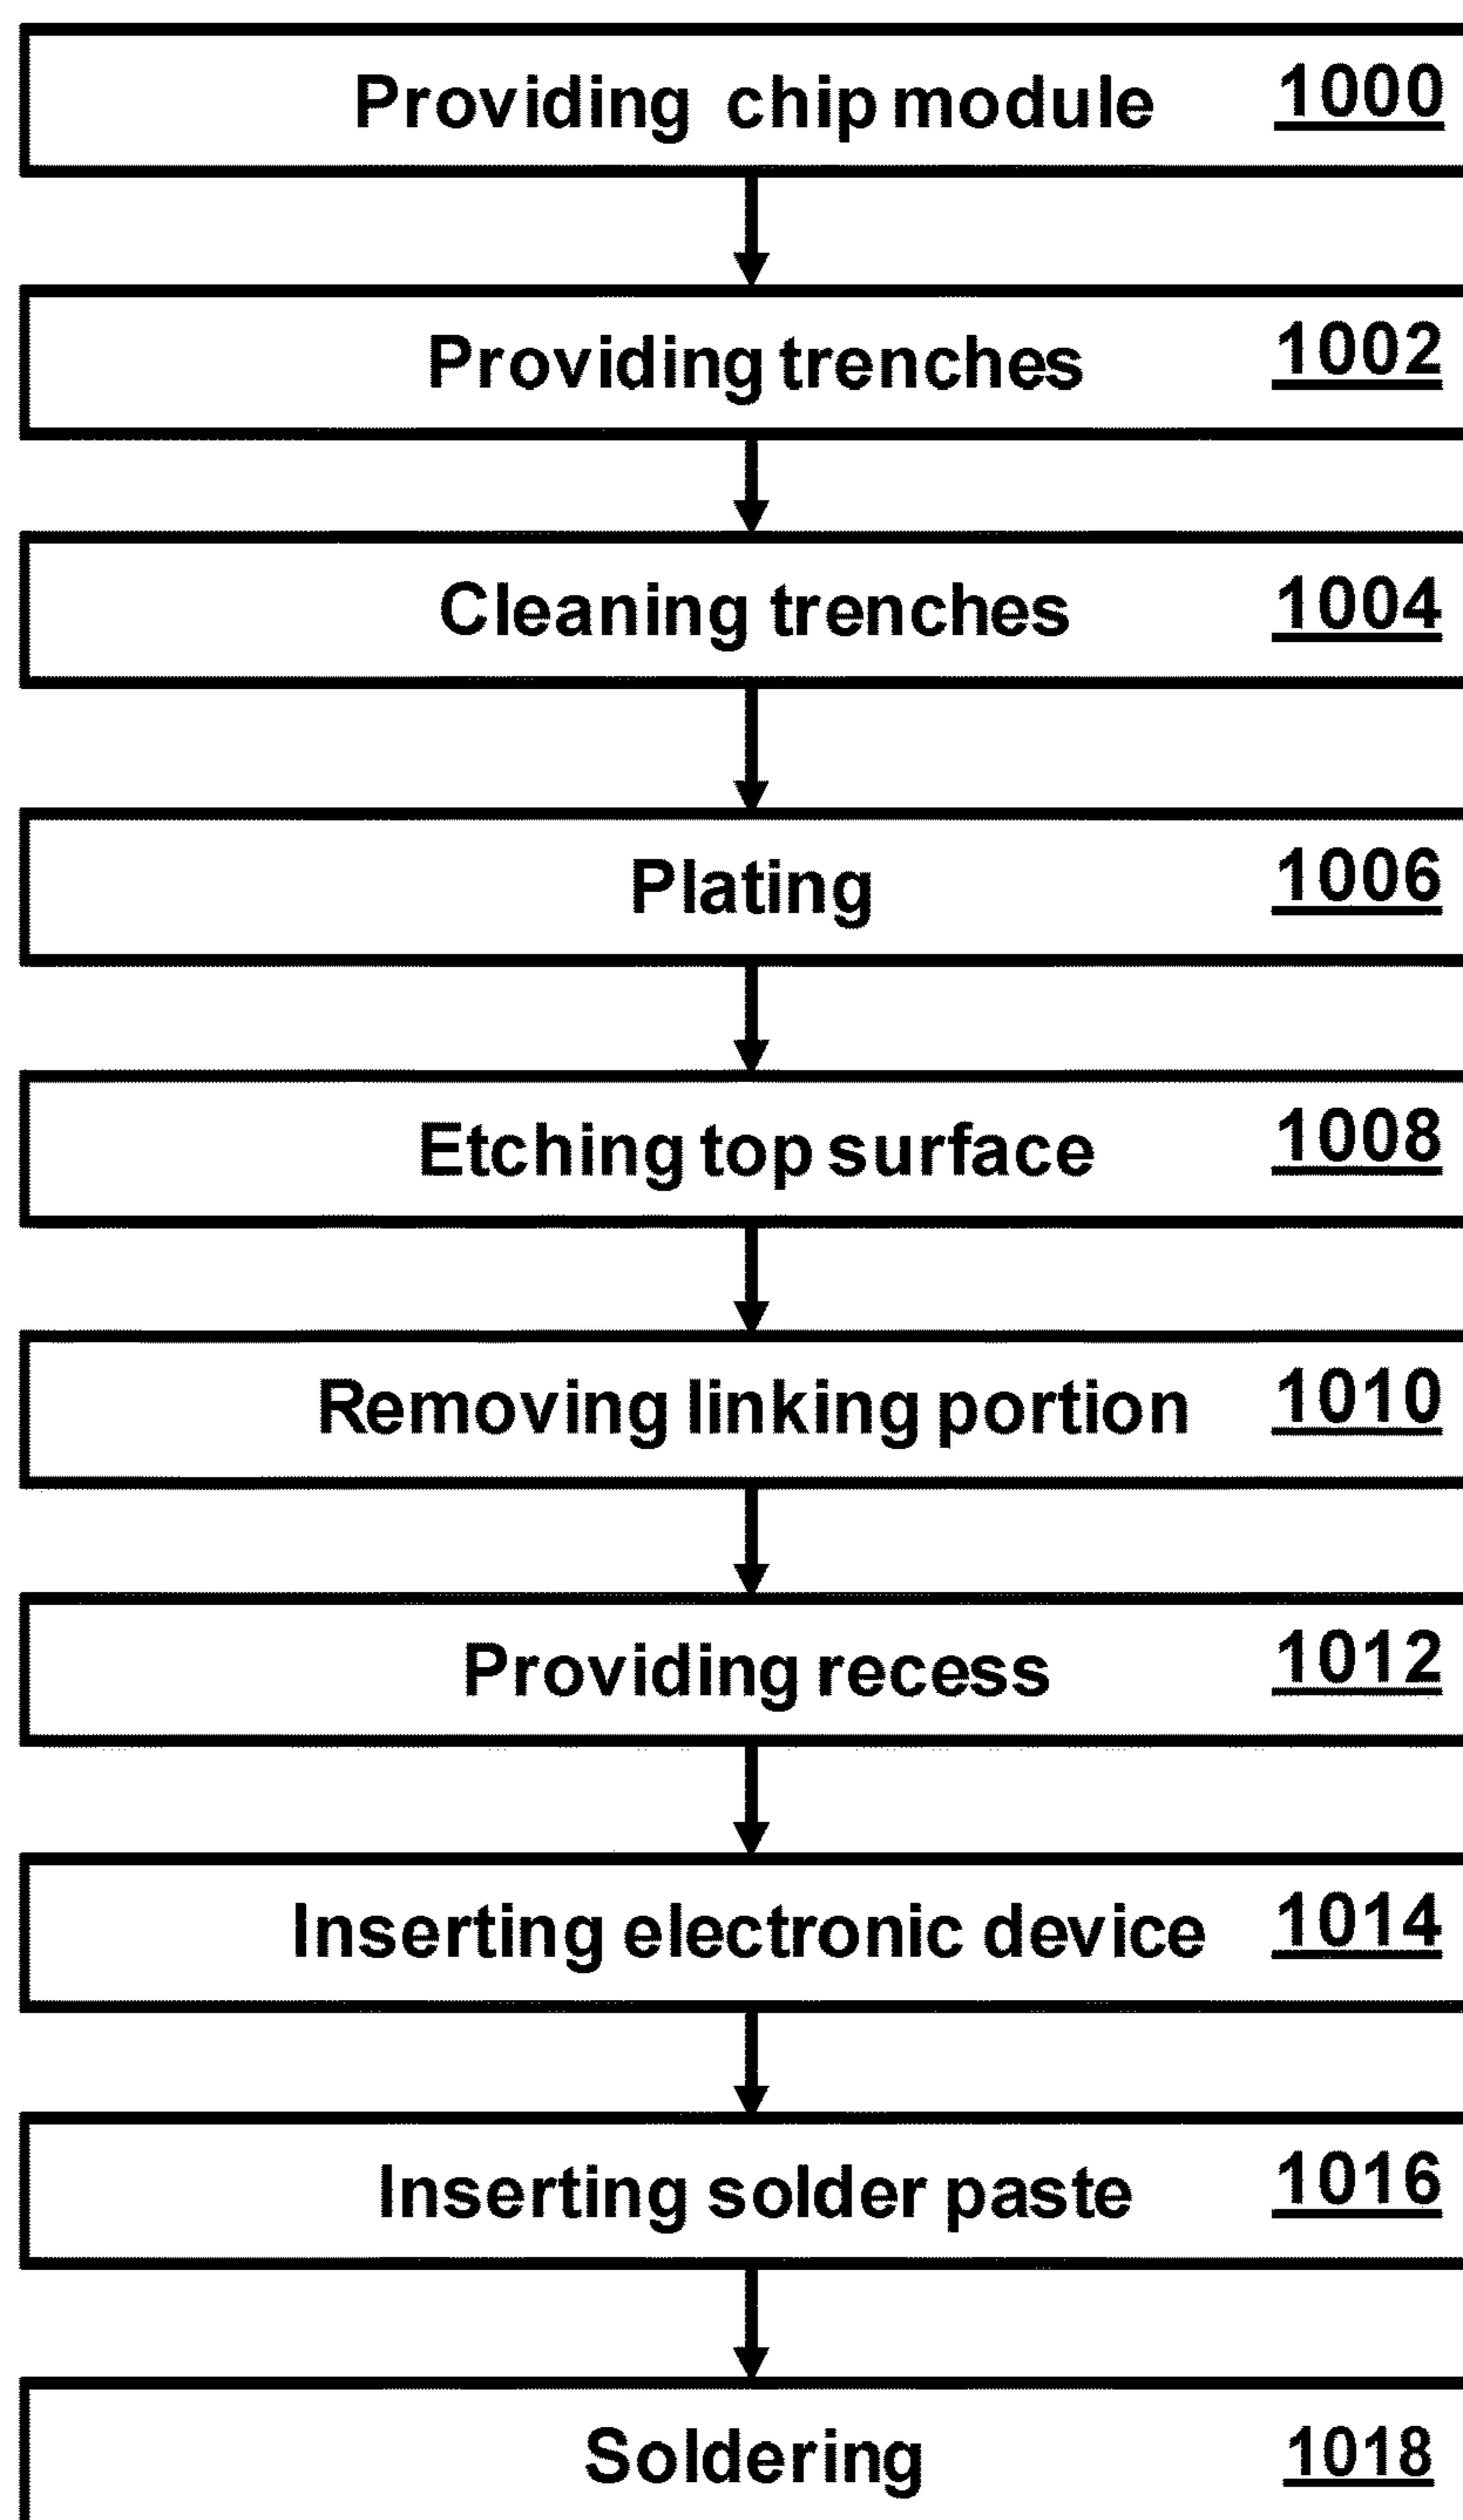 Providing chip module 1000
Providing trenches 1002
Cleaning trenches 1004
Plating 1006
Etching top surface 1008
Removing linking portion 1010
Providing recess 1012
Inserting electronic device 1014
Inserting solder paste 1016
Soldering 1018